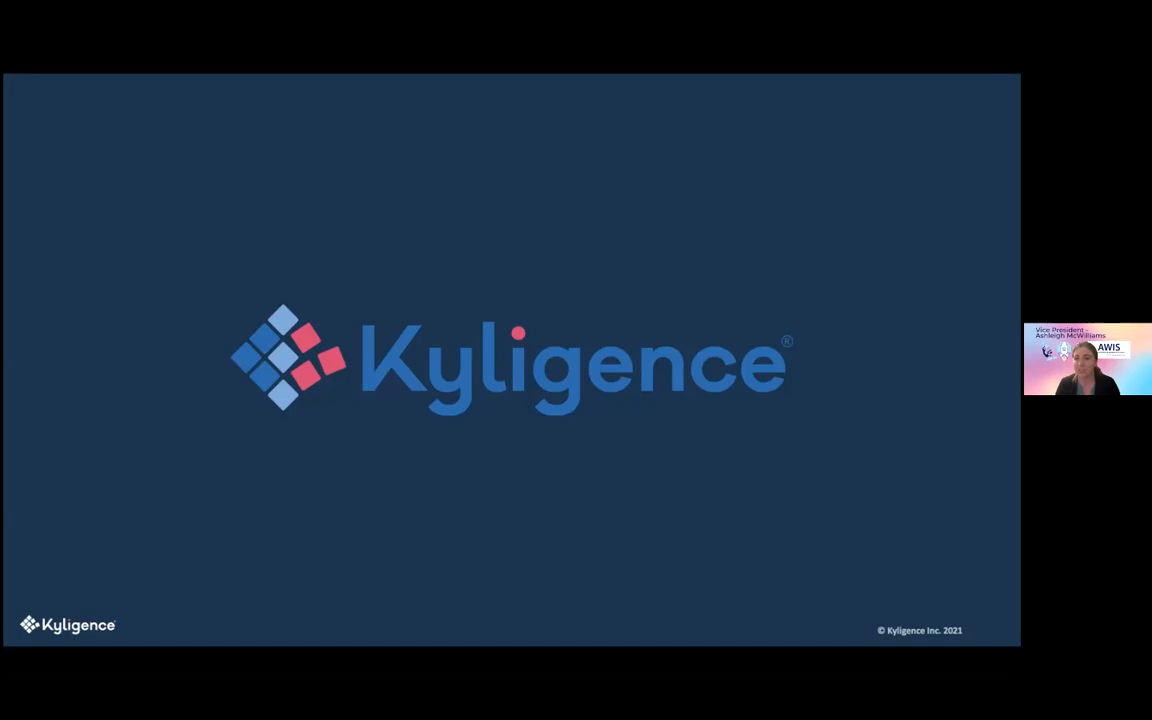 Kyligence®
Kyligence
© Kyligence Inc. 2021
Vice President -
Ashleigh McWilliams
AWIS